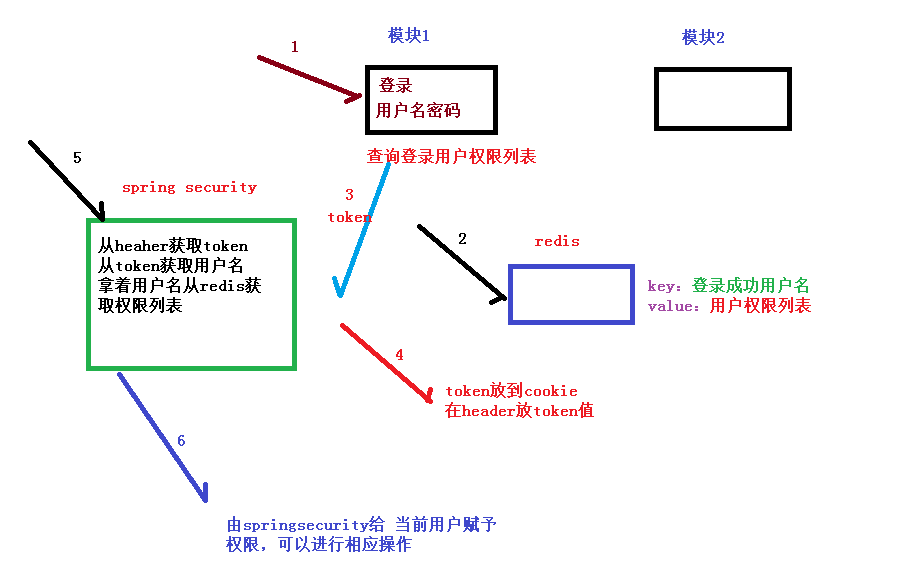 模块1
模块2
1
登录
用户名密码
查询登录用户权限列表
5
spring security
3
token
2
redis
从heaher获取token
从token获取用户名
拿着用户名从redis获
取权限列表
key：登录成功用户名
value：用户权限列表
4
token放到cookie
在header放token值
6
由springsecurity给 当前用户赋予
权限，可以进行相应操作